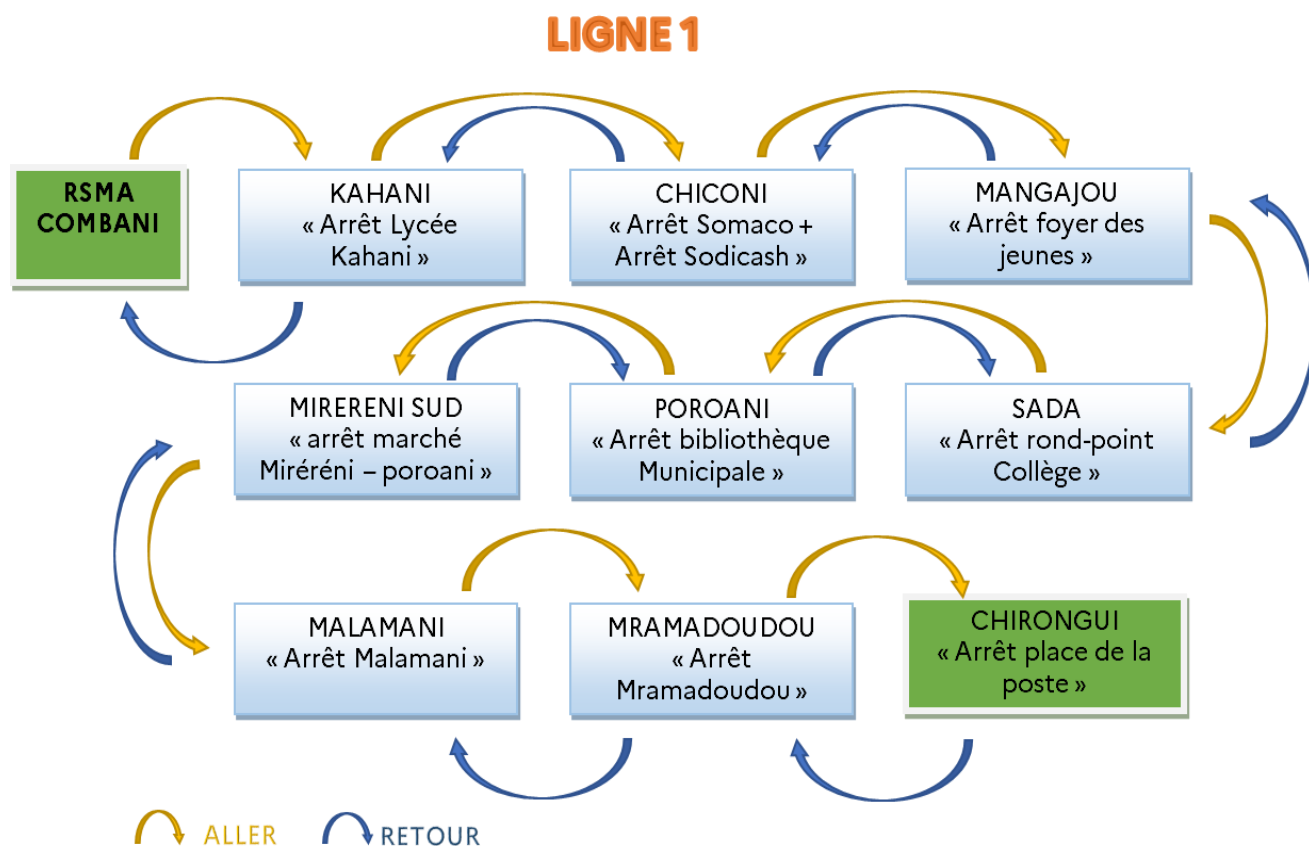 LIGNE 1
RSMA
COMBANI
KAHANI
« Arrêt Lycée
Kahani »
CHICONI
« Arrêt Somaco +
Arrêt Sodicash »
MANGAJOU
« Arrêt foyer des
jeunes »
MIRERENI SUD
« arrêt marché
Miréréni – poroani »
POROANI
« Arrêt bibliothèque
Municipale »
SADA
« Arrêt rond-point
Collège »
MALAMANI
« Arrêt Malamani »
MRAMADOUDOU
« Arrêt
Mramadoudou »
CHIRONGUI
« Arrêt place de la
poste »
ALLER
RETOUR